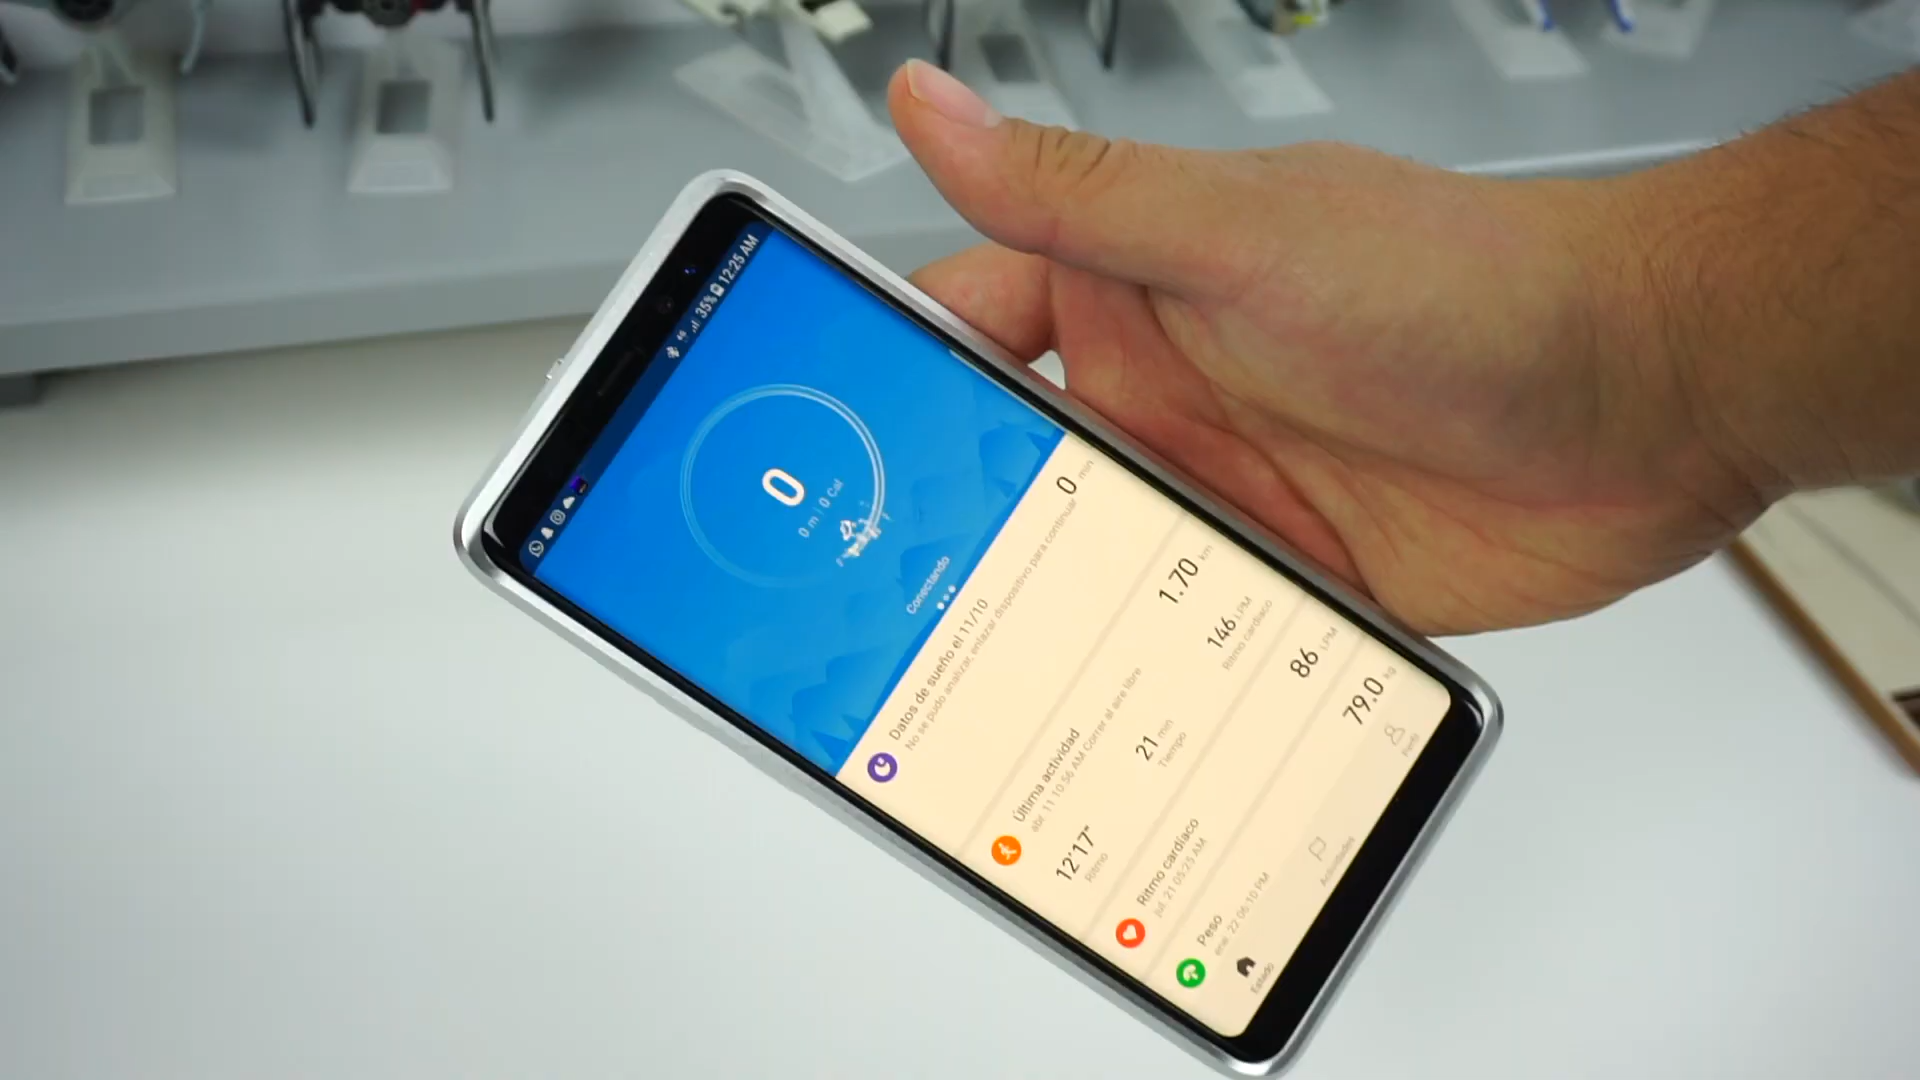 35% 12:25 AM
0
0 m | 0 Cal
Conectando
Datos de sueño el 11/10
No se pudo analizar, enlazar dispositivo para continuar
0 min
Última actividad
abr. 11 10:56 AM Correr al aire libre
1.70 km
12'17"
Ritmo
21 min
Tiempo
146 LPM
Ritmo cardíaco
Ritmo cardíaco
jul. 21 05:25 AM
86 LPM
Peso
ene. 22 06:10 PM
79.0 kg
Estado
Actividades
Perfil